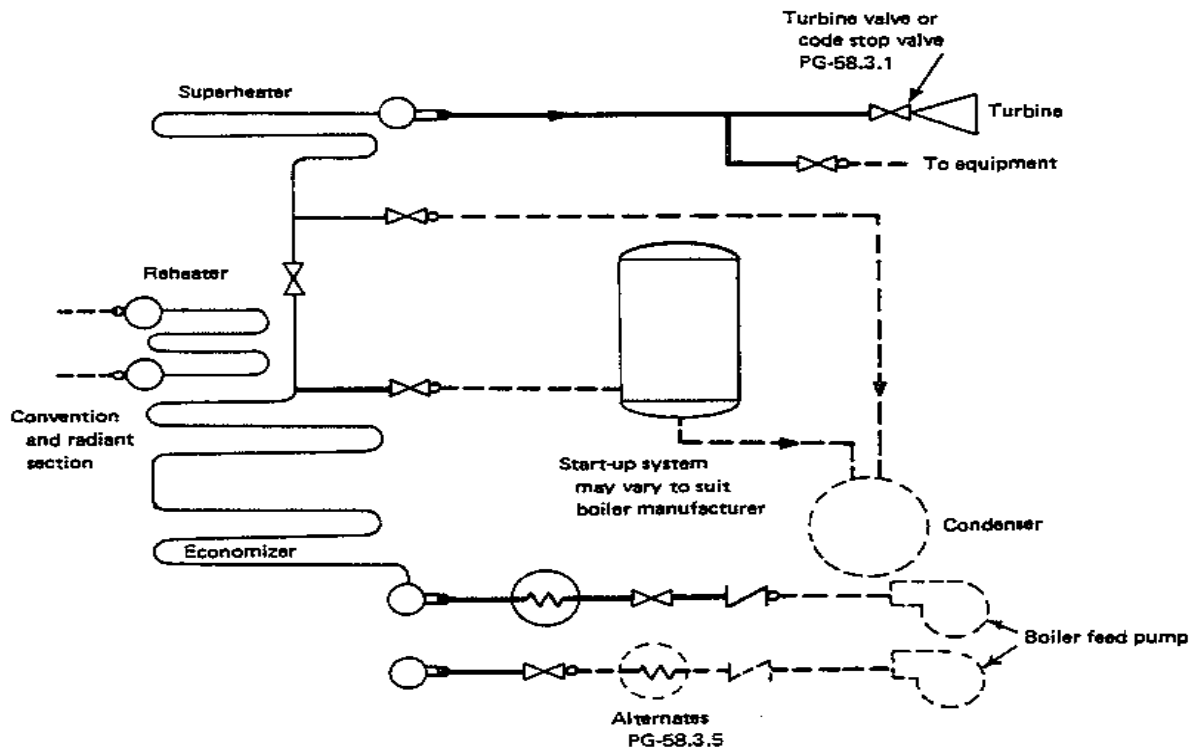 Turbine valve or
code stop valve
PG-58.3.1
Superheater
Turbine
To equipment
Reheater
Convention
and radiant
section
Start-up system
may vary to suit
boiler manufacturer
Condenser
Economizer
Boiler feed pump
Alternates
PG-58.3.5